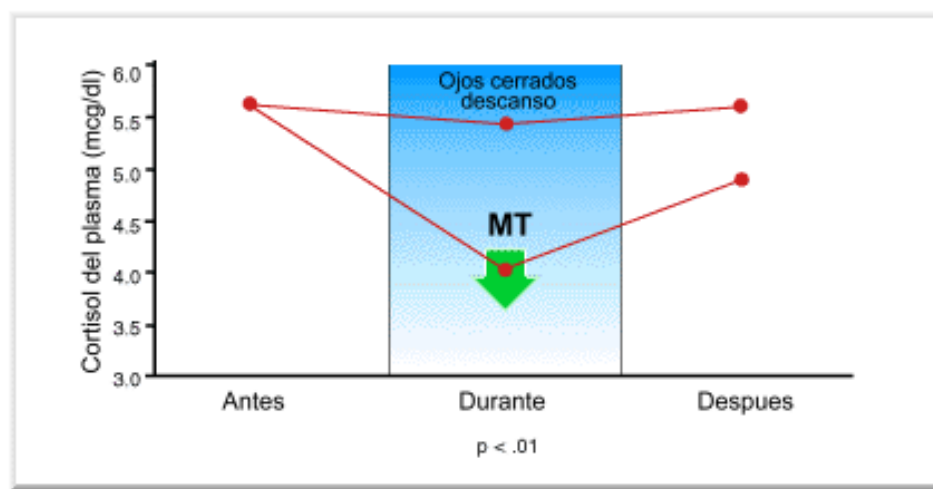 Cortisol del plasma (mcg/dl)
6.0
5.5
5.0
4.5
4.0
3.5
3.0
Ojos cerrados
descanso
MT
Antes
Durante
Despues
p < .01